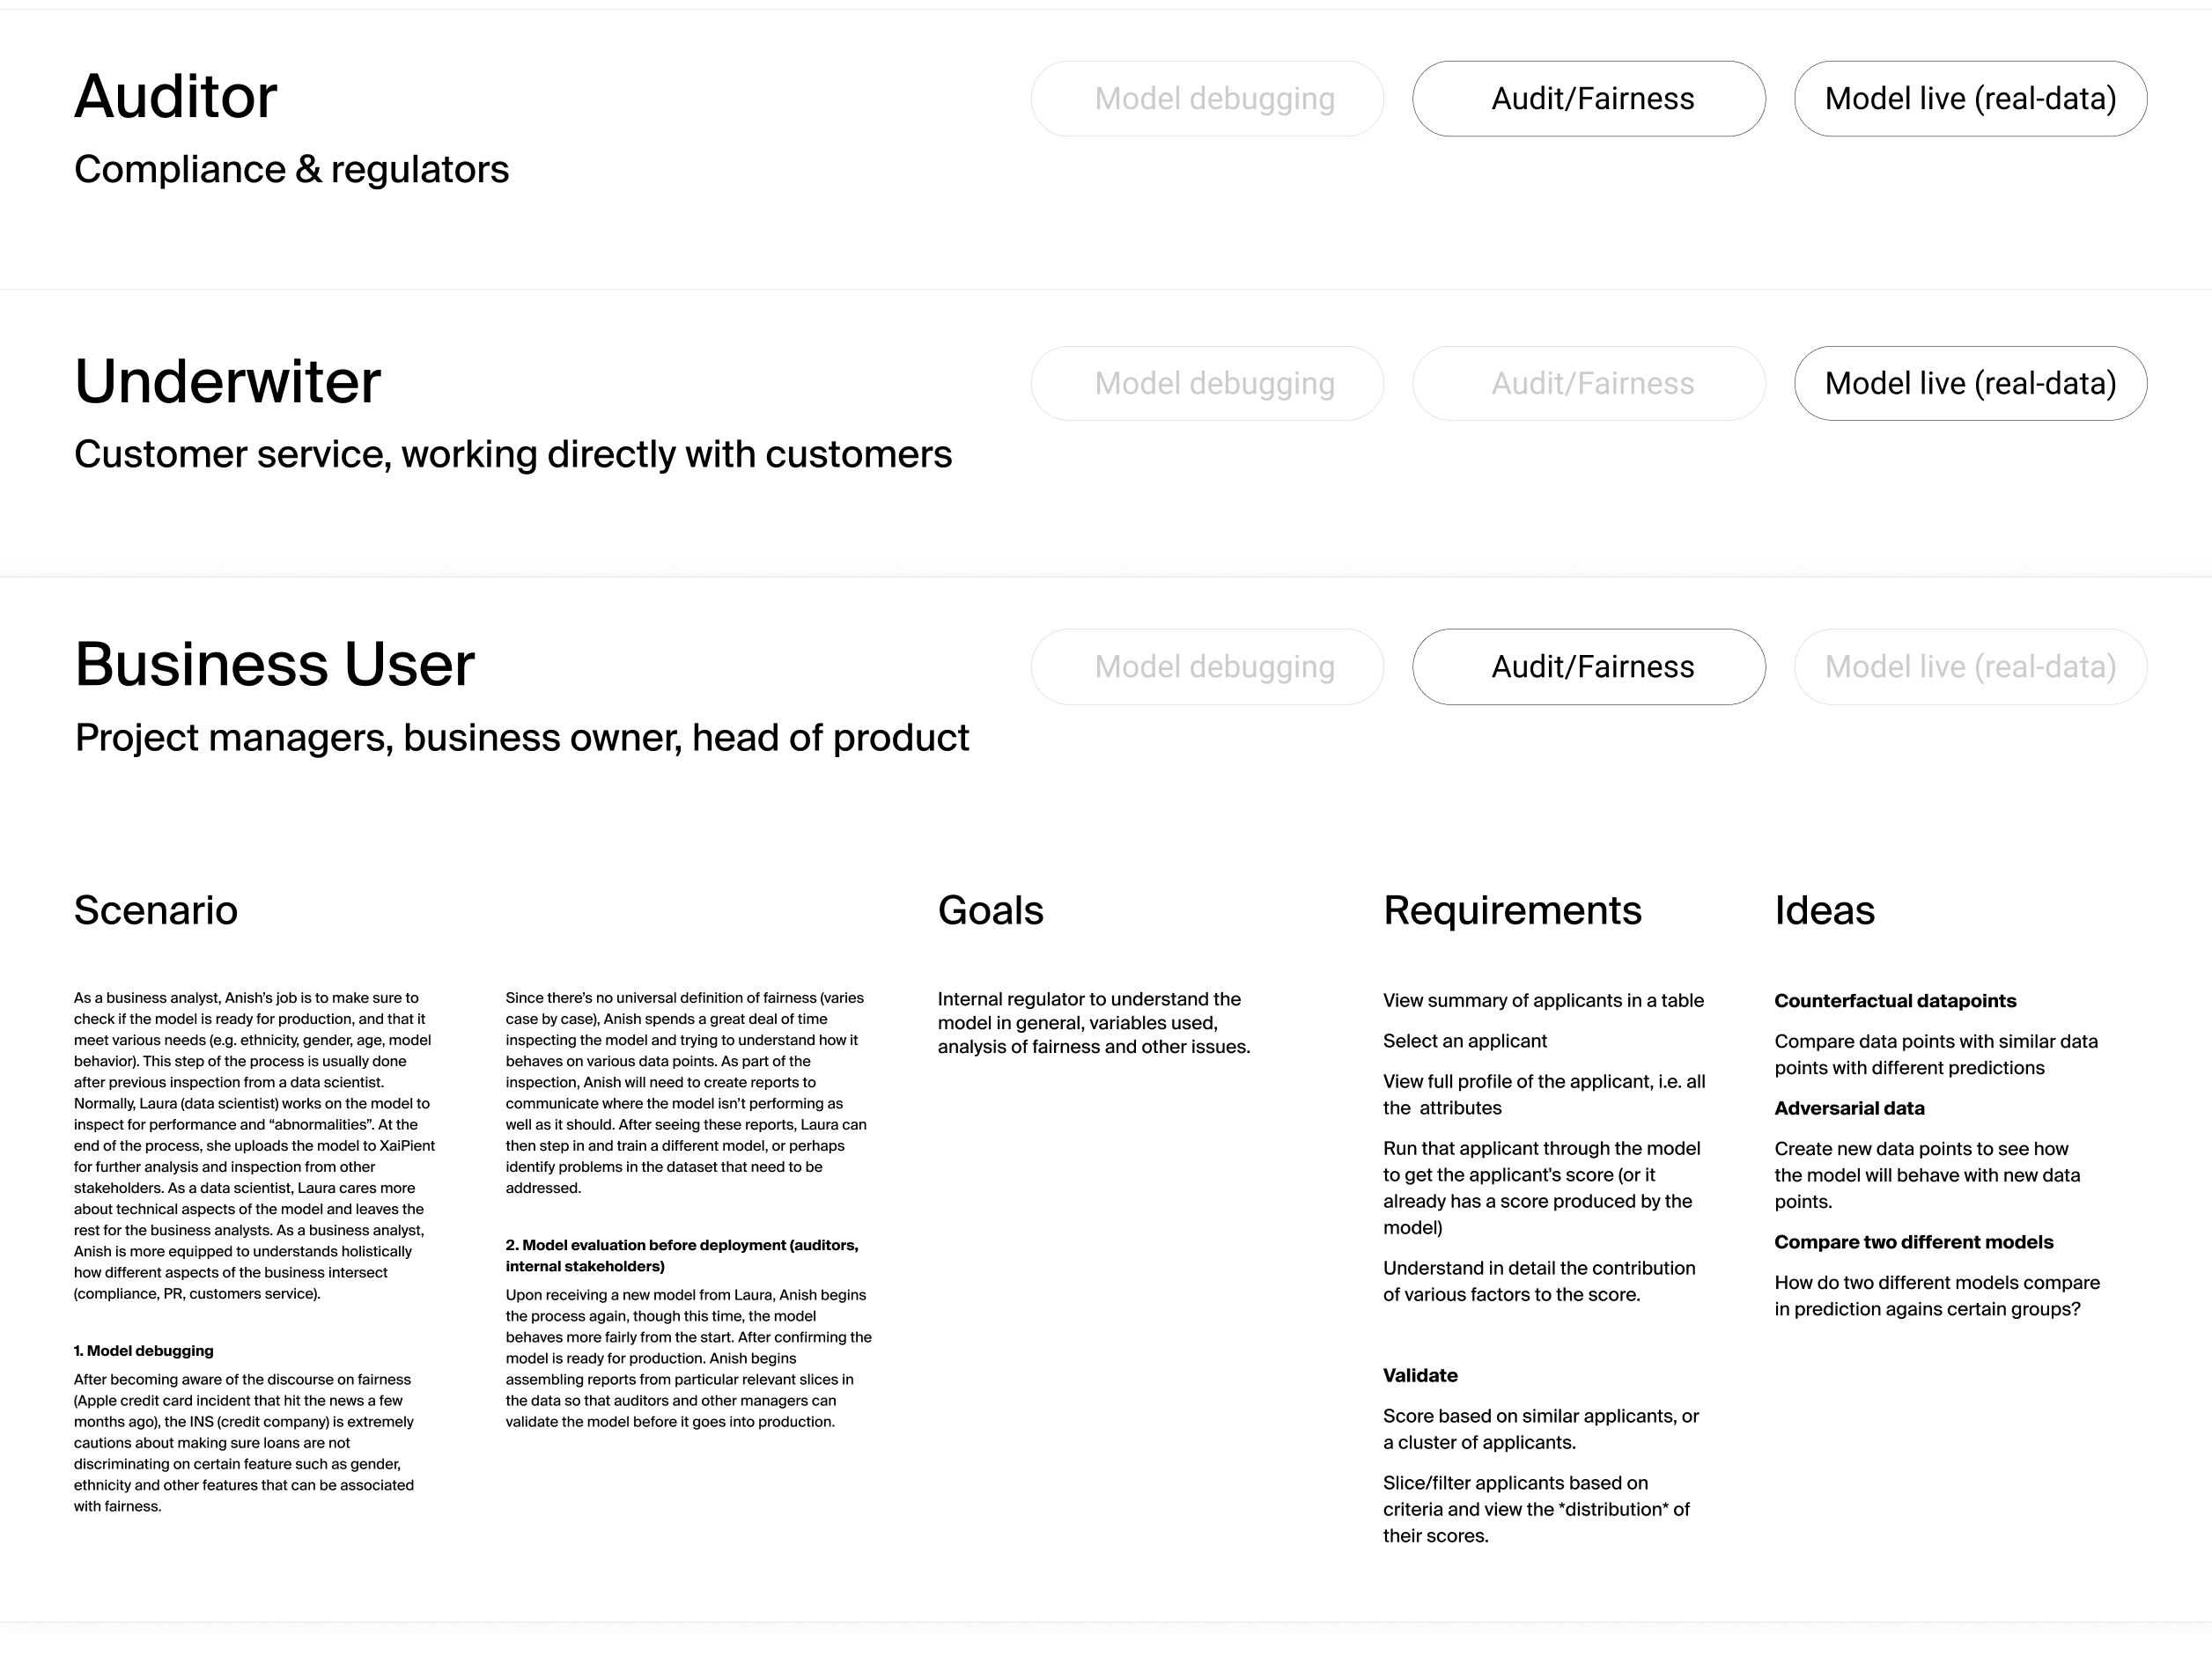 Auditor
Model debugging
Audit/Fairness
Model live (real-data)
Compliance & regulators
Underwiter
Model debugging
Audit/Fairness
Model live (real-data)
Customer service, working directly with customers
Business User
Model debugging
Audit/Fairness
Model live (real-data)
Project managers, business owner, head of product
Scenario
As a business analyst, Anish’s job is to make sure to
check if the model is ready for production, and that it
meet various needs (e.g. ethnicity, gender, age, model
behavior). This step of the process is usually done
after previous inspection from a data scientist.
Normally, Laura (data scientist) works on the model to
inspect for performance and “abnormalities”. At the
end of the process, she uploads the model to XaiPient
for further analysis and inspection from other
stakeholders. As a data scientist, Laura cares more
about technical aspects of the model and leaves the
rest for the business analysts. As a business analyst,
Anish is more equipped to understands holistically
how different aspects of the business intersect
(compliance, PR, customers service).
1. Model debugging
After becoming aware of the discourse on fairness
(Apple credit card incident that hit the news a few
months ago), the INS (credit company) is extremely
cautions about making sure loans are not
discriminating on certain feature such as gender,
ethnicity and other features that can be associated
with fairness.
Since there’s no universal definition of fairness (varies
case by case), Anish spends a great deal of time
inspecting the model and trying to understand how it
behaves on various data points. As part of the
inspection, Anish will need to create reports to
communicate where the model isn’t performing as
well as it should. After seeing these reports, Laura can
then step in and train a different model, or perhaps
identify problems in the dataset that need to be
addressed.
2. Model evaluation before deployment (auditors,
internal stakeholders)
Upon receiving a new model from Laura, Anish begins
the process again, though this time, the model
behaves more fairly from the start. After confirming the
model is ready for production. Anish begins
assembling reports from particular relevant slices in
the data so that auditors and other managers can
validate the model before it goes into production.
Goals
Internal regulator to understand the
model in general, variables used,
analysis of fairness and other issues.
Requirements
View summary of applicants in a table
Select an applicant
View full profile of the applicant, i.e. all
the  attributes
Run that applicant through the model
to get the applicant's score (or it
already has a score produced by the
model)
Understand in detail the contribution
of various factors to the score.
Validate
Score based on similar applicants, or
a cluster of applicants.
Slice/filter applicants based on
criteria and view the *distribution* of
their scores.
Ideas
Counterfactual datapoints
Compare data points with similar data
points with different predictions
Adversarial data
Create new data points to see how
the model will behave with new data
points.
Compare two different models
How do two different models compare
in prediction agains certain groups?